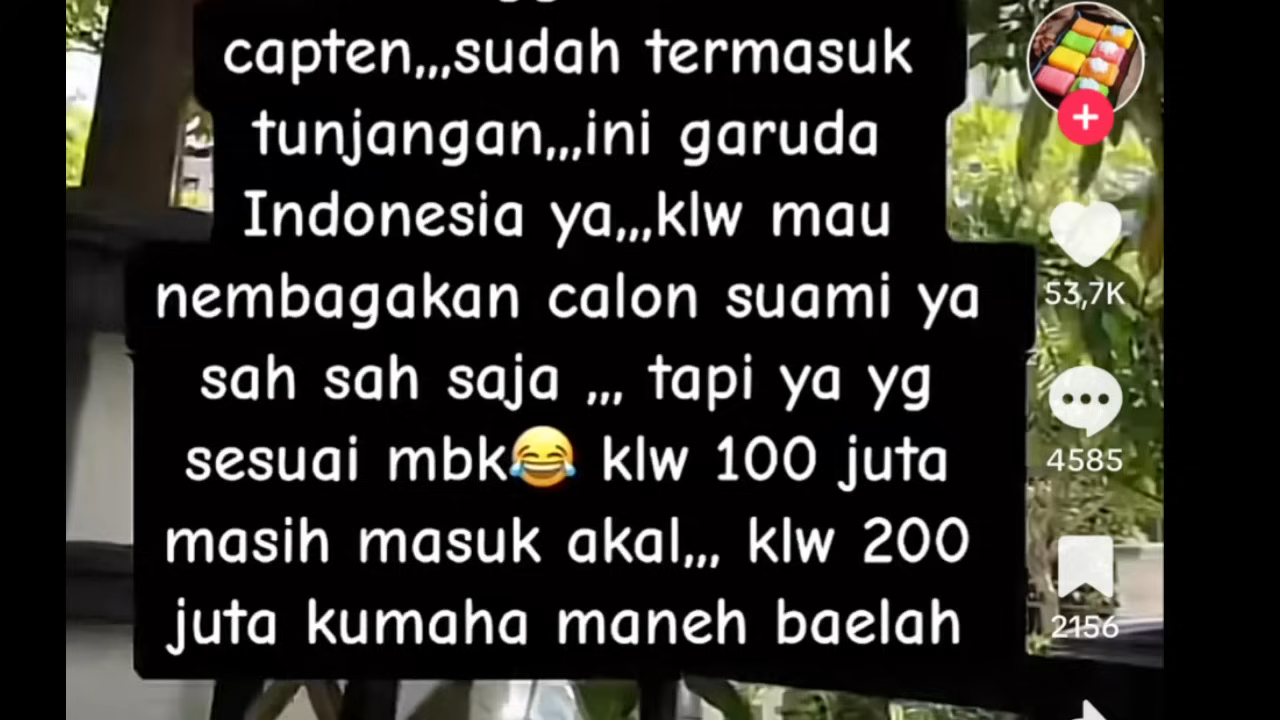 capten,,,sudah termasuk
tunjangan,,,ini garuda
Indonesia ya,,,klw mau
nembagakan calon suami ya
sah sah saja ,,, tapi ya yg
sesuai mbk😂 klw 100 juta
masih masuk akal,,, klw 200
juta kumaha maneh baelah
53,7K
4585
2156